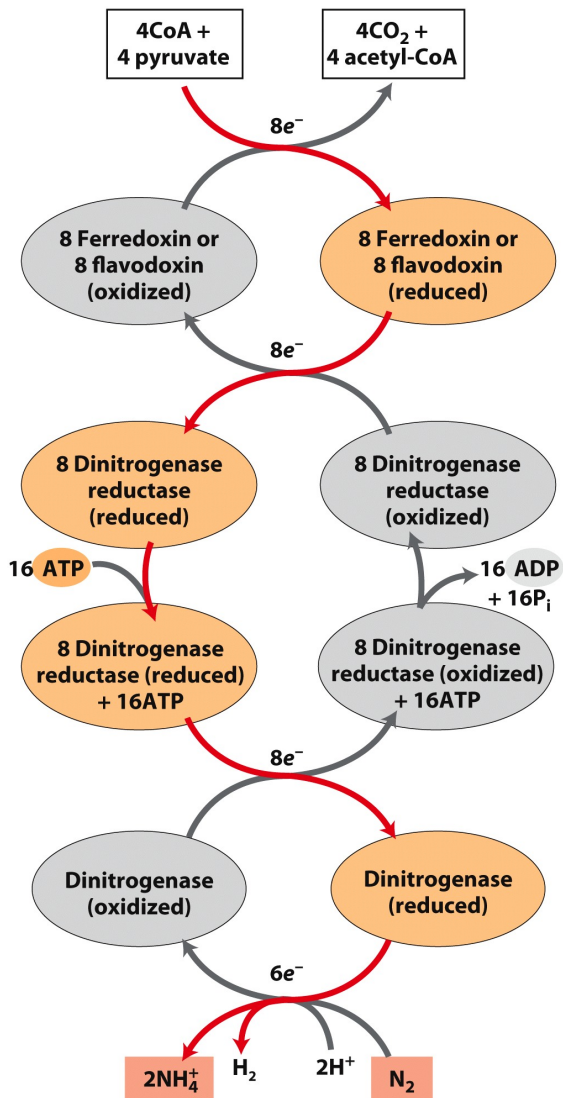 4CoA +
4 pyruvate
4CO₂ +
4 acetyl-CoA
8e⁻
8 Ferredoxin or
8 flavodoxin
(oxidized)
8 Ferredoxin or
8 flavodoxin
(reduced)
8e⁻
8 Dinitrogenase
reductase
(reduced)
8 Dinitrogenase
reductase
(oxidized)
16 ATP
16 ADP
+ 16Pᵢ
8 Dinitrogenase
reductase (reduced)
+ 16ATP
8 Dinitrogenase
reductase (oxidized)
+ 16ATP
8e⁻
Dinitrogenase
(oxidized)
Dinitrogenase
(reduced)
6e⁻
2NH₄⁺
H₂
2H⁺
N₂